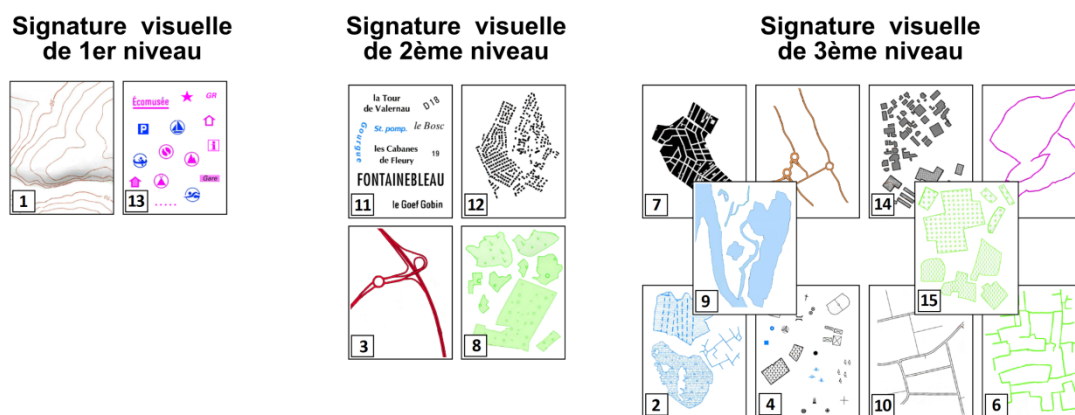 Signature visuelle
de 1er niveau
Signature visuelle
de 2ème niveau
Signature visuelle
de 3ème niveau
1
Écomusée
GR
P
i
Gare
13
la Tour
de Valernau
D 18
Gourgue
St. pomp.
le Bosc
les Cabanes
de Fleury
19
FONTAINEBLEAU
le Goef Gobin
11
12
3
8
7
14
9
15
2
4
10
6